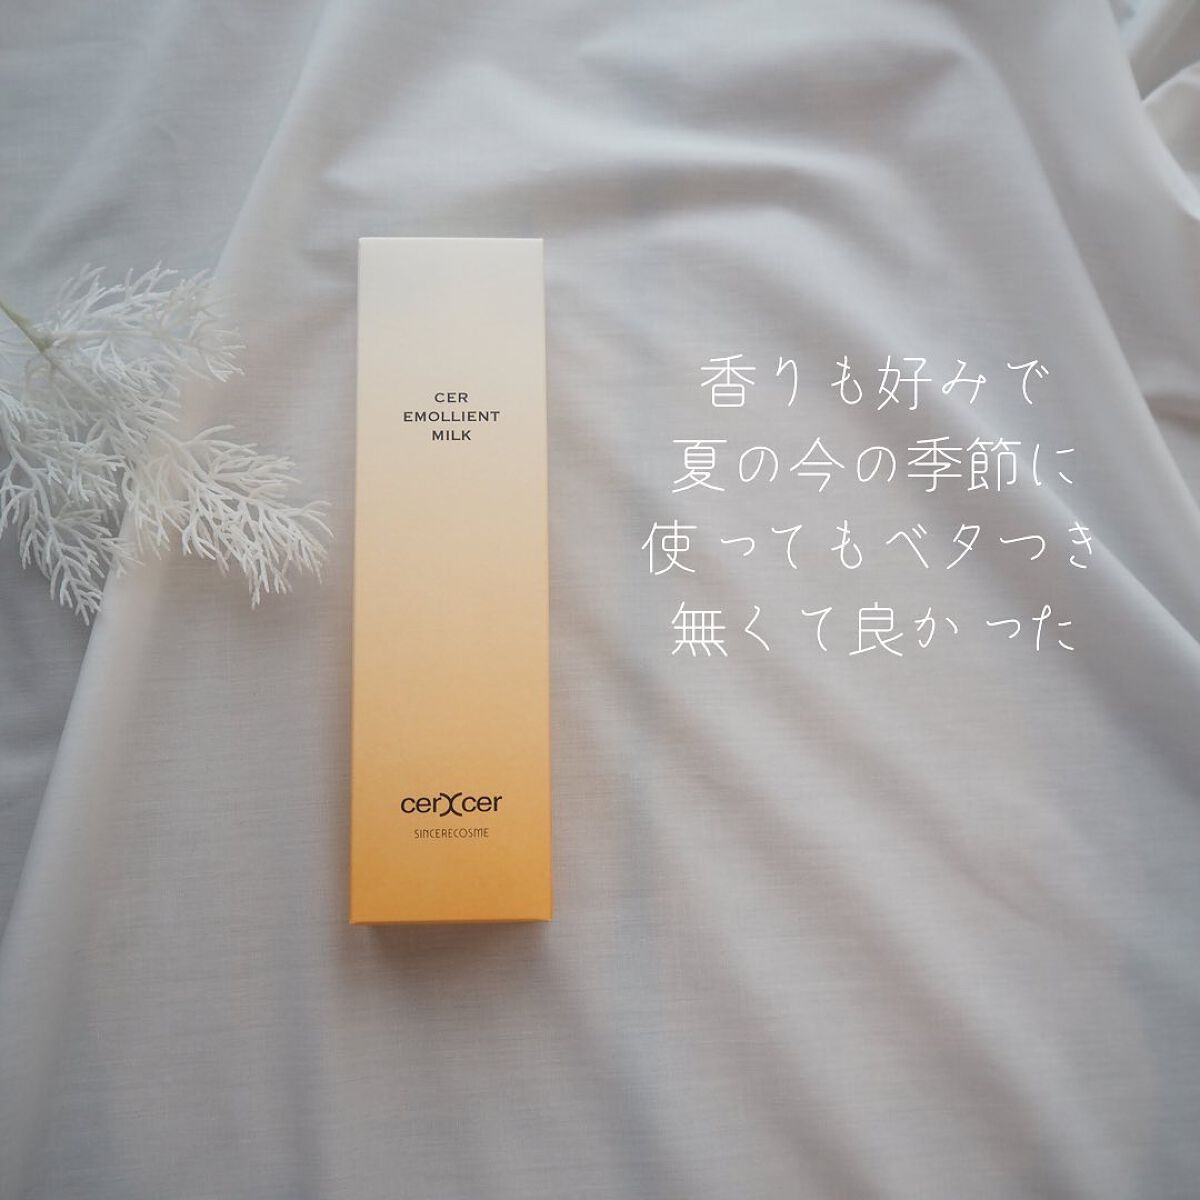 CER
EMOLLIENT
MILK
cerXcer
SINCERECOSME
香りも好みで
夏の今の季節に
使ってもベタつき
無くて良かった